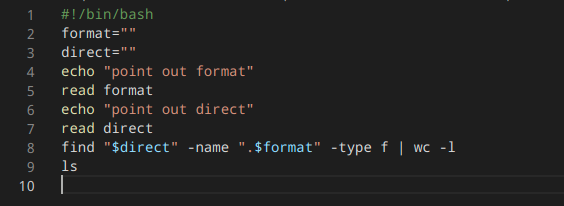 1 #!/bin/bash
2 format=""
3 direct=""
4 echo "point out format"
5 read format
6 echo "point out direct"
7 read direct
8 find "$direct" -name ".$format" -type f | wc -l
9 ls
10